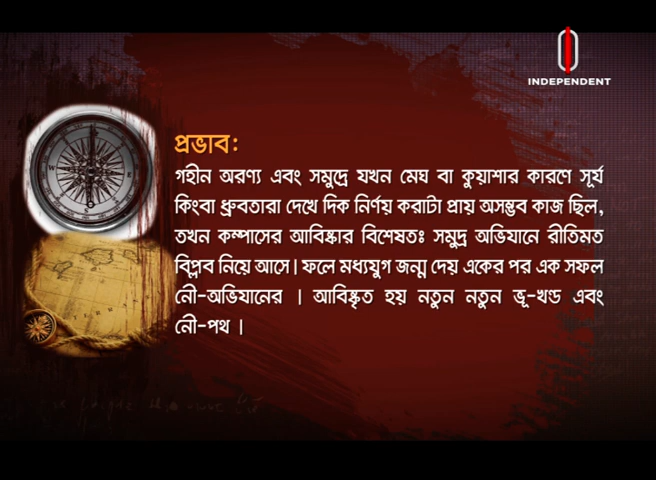 INDEPENDENT
প্রভাব:
গহীন অরণ্য এবং সমুদ্রে যখন মেঘ বা কুয়াশার কারণে সূর্য
কিংবা ধ্রুবতারা দেখে দিক নির্ণয় করাটা প্রায় অসম্ভব কাজ ছিল,
তখন কম্পাসের আবিষ্কার বিশেষতঃ সমুদ্র অভিযানে রীতিমত
বিপ্লব নিয়ে আসে। ফলে মধ্যযুগ জন্ম দেয় একের পর এক সফল
নৌ-অভিযানের । আবিষ্কৃত হয় নতুন নতুন ভূ-খন্ড এবং
নৌ-পথ ।
W
E
S